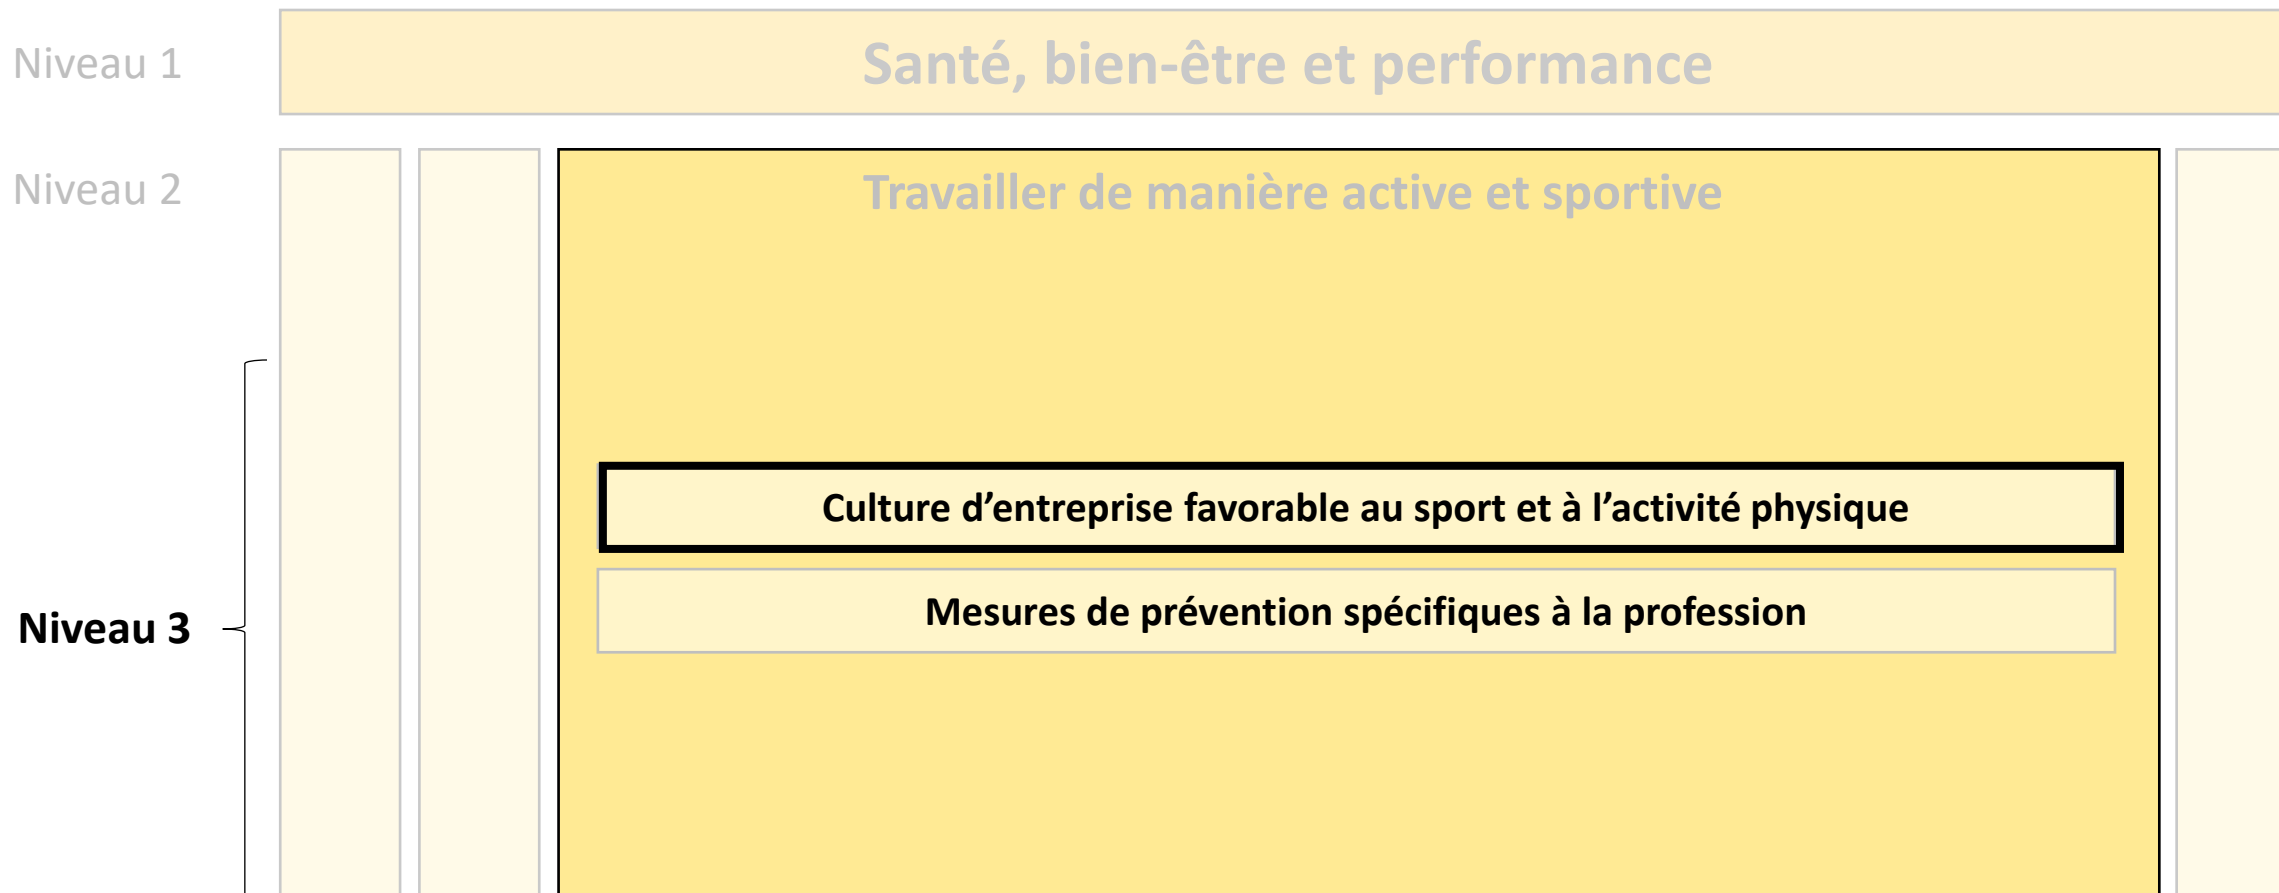 Niveau 1
Santé, bien-être et performance
Niveau 2
Travailler de manière active et sportive
Culture d’entreprise favorable au sport et à l’activité physique
Mesures de prévention spécifiques à la profession
Niveau 3